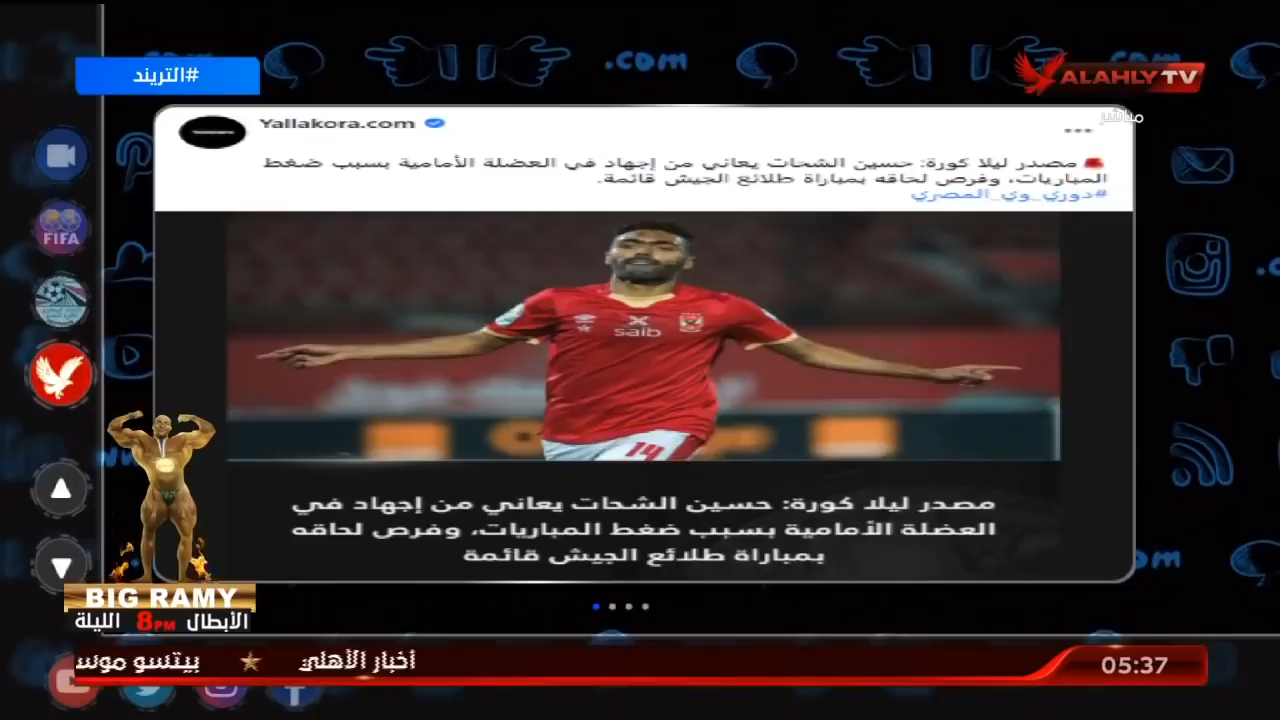 #التريند
.com
.com
ALAHLY TV
مباشر
Yallakora.com
🚨 مصدر ليلا كورة: حسين الشحات يعاني من إجهاد في العضلة الأمامية بسبب ضغط
المباريات، وفرص لحاقه بمباراة طلائع الجيش قائمة.
#دوري_وي_المصري
FIFA
saib
14
مصدر ليلا كورة: حسين الشحات يعاني من إجهاد في
العضلة الأمامية بسبب ضغط المباريات، وفرص لحاقه
بمباراة طلائع الجيش قائمة
BIG RAMY
الأبطال 8PM الليلة
أخبار الأهلي ★ بيتسو موس
05:37